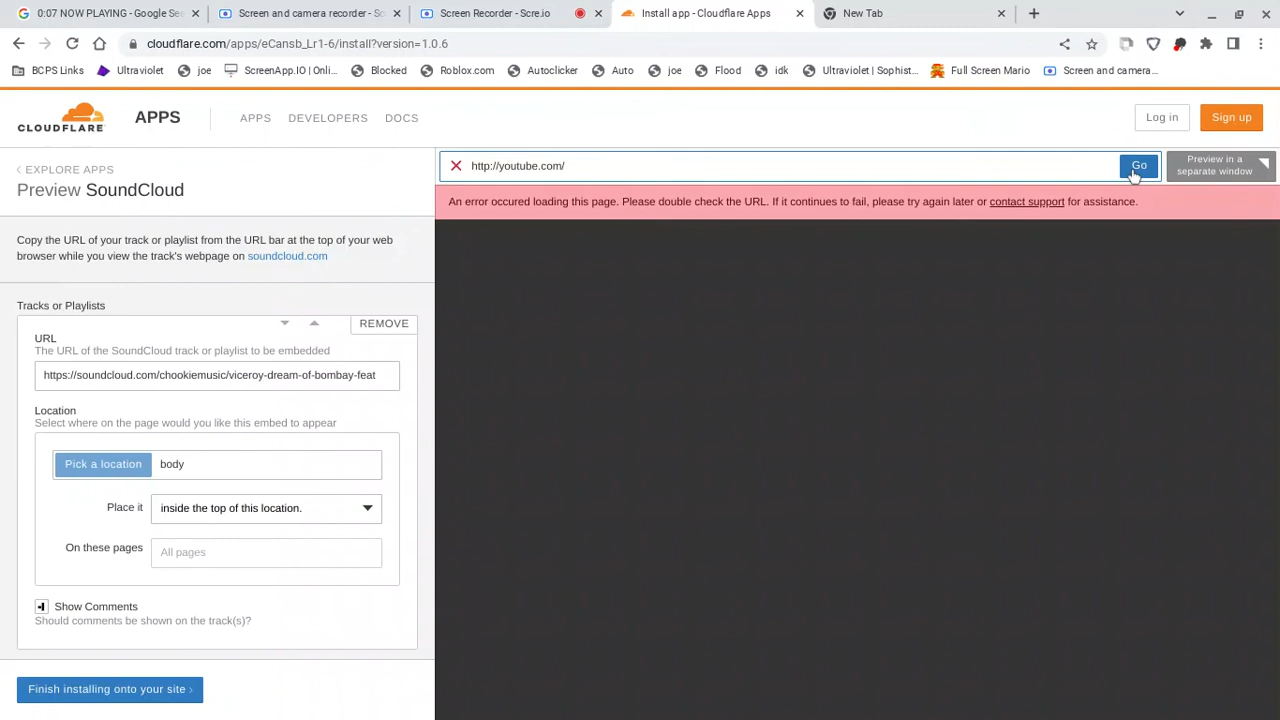 0:07 NOW PLAYING - Google Se
Screen and camera recorder - Sc
Screen Recorder - Scre.io
Install app - Cloudflare Apps
New Tab
cloudflare.com/apps/eCansb_Lr1-6/install?version=1.0.6
BCPS Links
Ultraviolet
joe
ScreenApp.IO | Onli...
Blocked
Roblox.com
Autoclicker
Auto
joe
Flood
idk
Ultraviolet | Sophist...
Full Screen Mario
Screen and camera...
CLOUDFLARE
APPS
APPS
DEVELOPERS
DOCS
Log in
Sign up
EXPLORE APPS
Preview SoundCloud
http://youtube.com/
Go
Preview in a
separate window
An error occured loading this page. Please double check the URL. If it continues to fail, please try again later or contact support for assistance.
Copy the URL of your track or playlist from the URL bar at the top of your web
browser while you view the track's webpage on soundcloud.com
Tracks or Playlists
REMOVE
URL
The URL of the SoundCloud track or playlist to be embedded
https://soundcloud.com/chookiemusic/viceroy-dream-of-bombay-feat
Location
Select where on the page would you like this embed to appear
Pick a location
body
Place it
inside the top of this location.
On these pages
All pages
Show Comments
Should comments be shown on the track(s)?
Finish installing onto your site ›